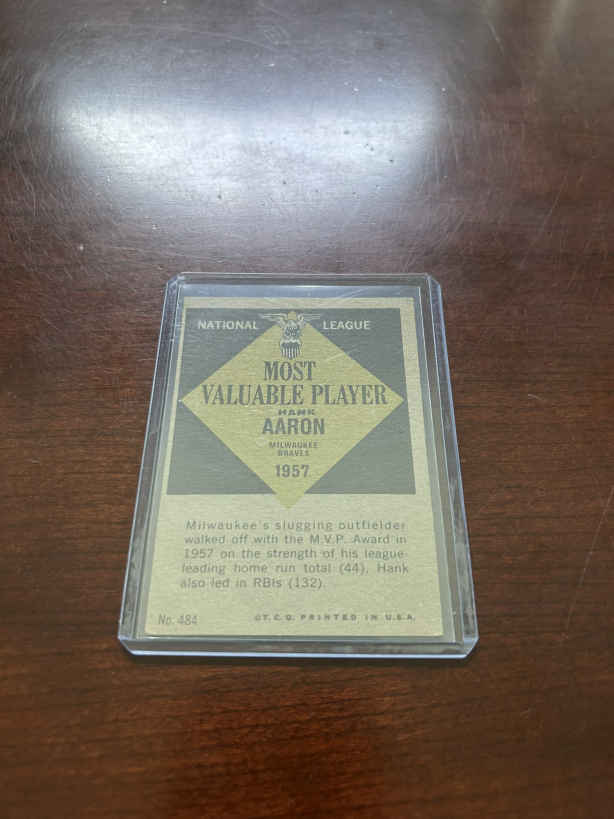 NATIONAL LEAGUE
MOST
VALUABLE PLAYER
HANK
AARON
MILWAUKEE
BRAVES
1957
Milwaukee's slugging outfielder
walked off with the M.V.P. Award in
1957 on the strength of his league-
leading home run total (44). Hank
also led in RBIs (132).
No. 484 ©T. C. G. PRINTED IN U.S.A.